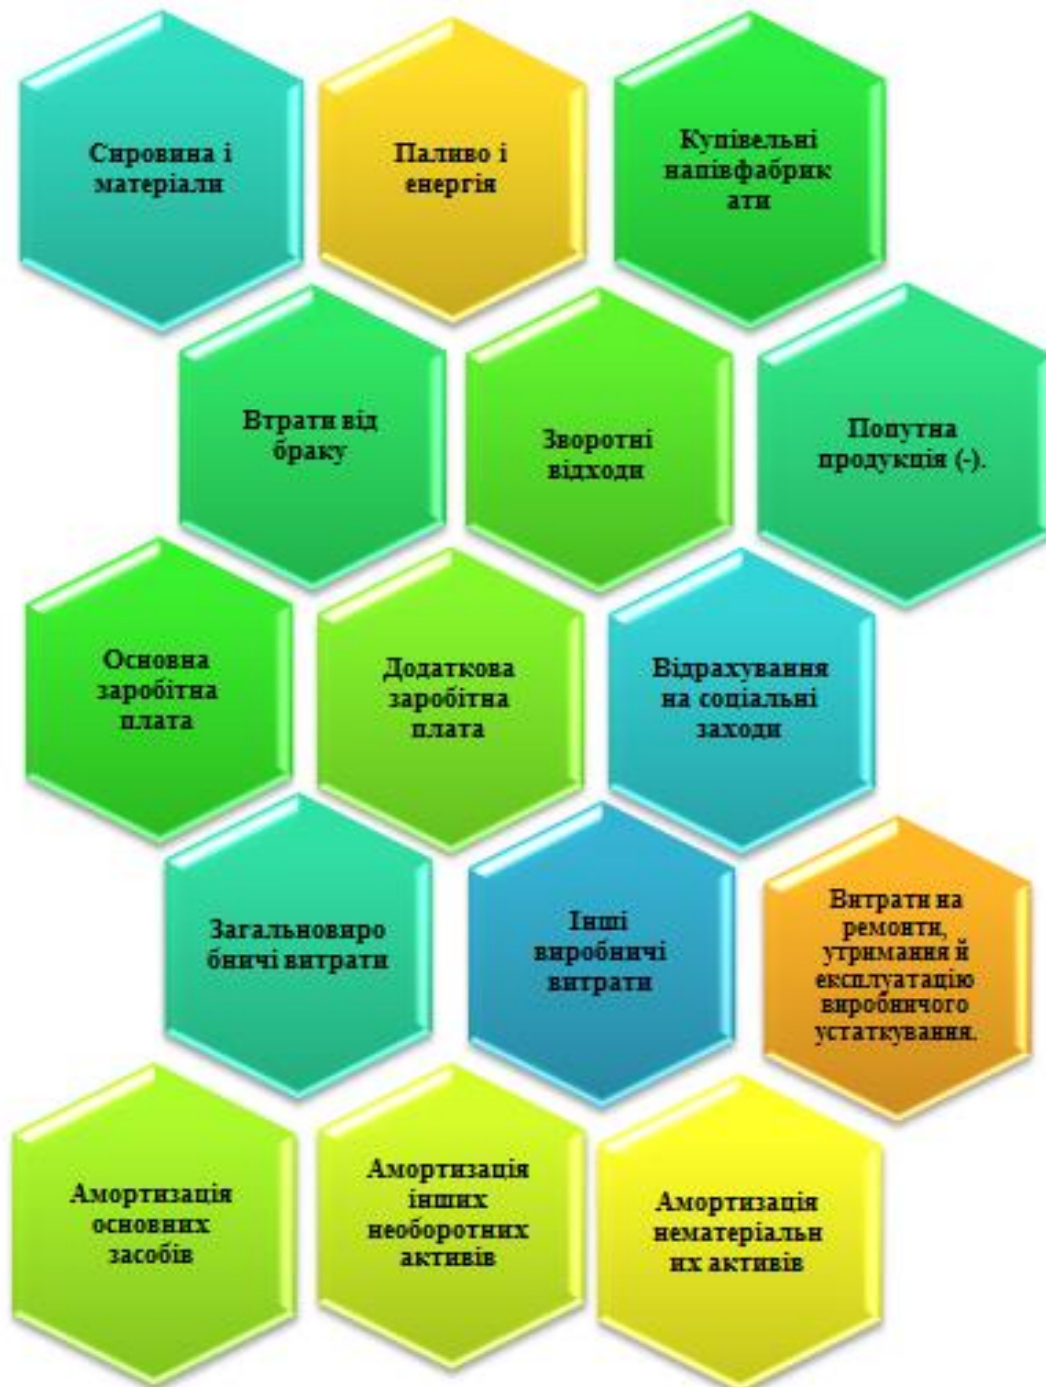 Сировина і
матеріали
Паливо і
енергія
Купівельні
напівфабрик
ати
Втрати від
браку
Зворотні
відходи
Попутна
продукція (-).
Основна
заробітна
плата
Додаткова
заробітна
плата
Відрахування
на соціальні
заходи
Загальновиро
бничі витрати
Інші
виробничі
витрати
Витрати на
ремонти,
утримання й
експлуатацію
виробничого
устаткування.
Амортизація
основних
засобів
Амортизація
інших
необоротних
активів
Амортизація
нематеріальн
их активів